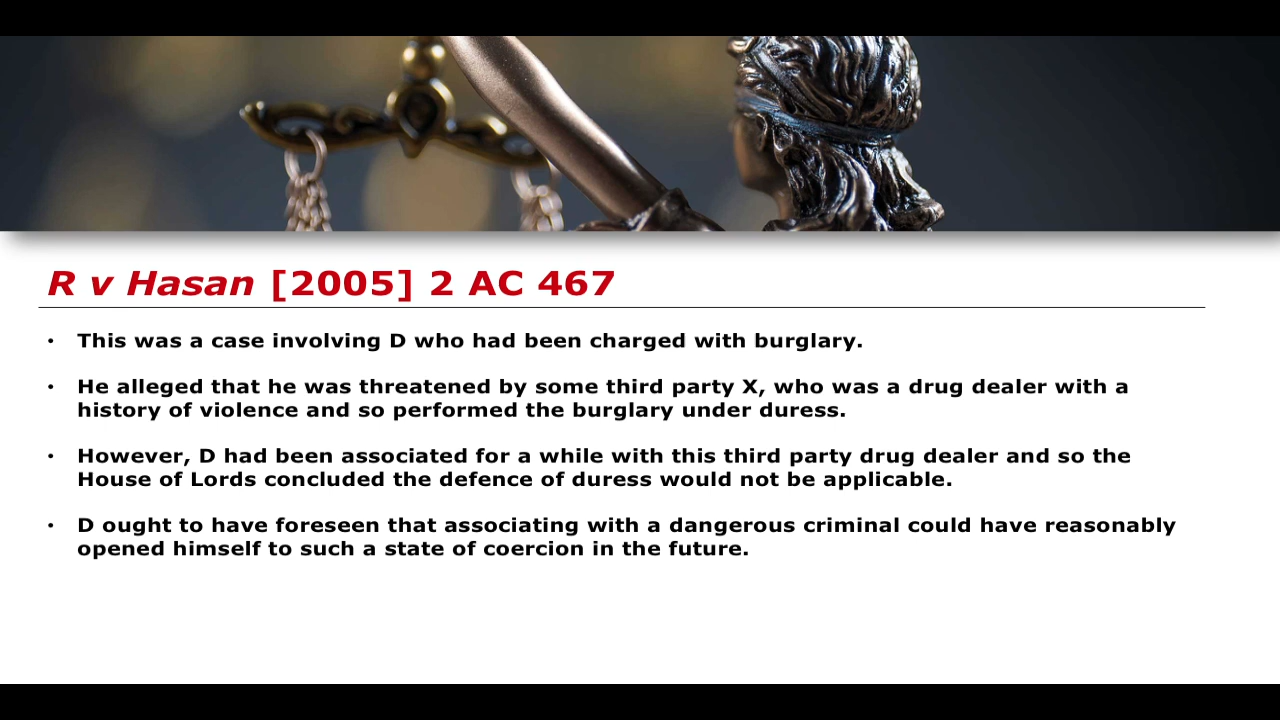 R v Hasan [2005] 2 AC 467
• This was a case involving D who had been charged with burglary.
• He alleged that he was threatened by some third party X, who was a drug dealer with a
history of violence and so performed the burglary under duress.
• However, D had been associated for a while with this third party drug dealer and so the
House of Lords concluded the defence of duress would not be applicable.
• D ought to have foreseen that associating with a dangerous criminal could have reasonably
opened himself to such a state of coercion in the future.